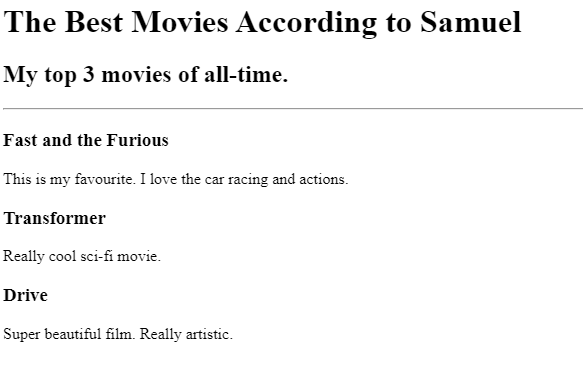 The Best Movies According to Samuel
My top 3 movies of all-time.
Fast and the Furious
This is my favourite. I love the car racing and actions.
Transformer
Really cool sci-fi movie.
Drive
Super beautiful film. Really artistic.